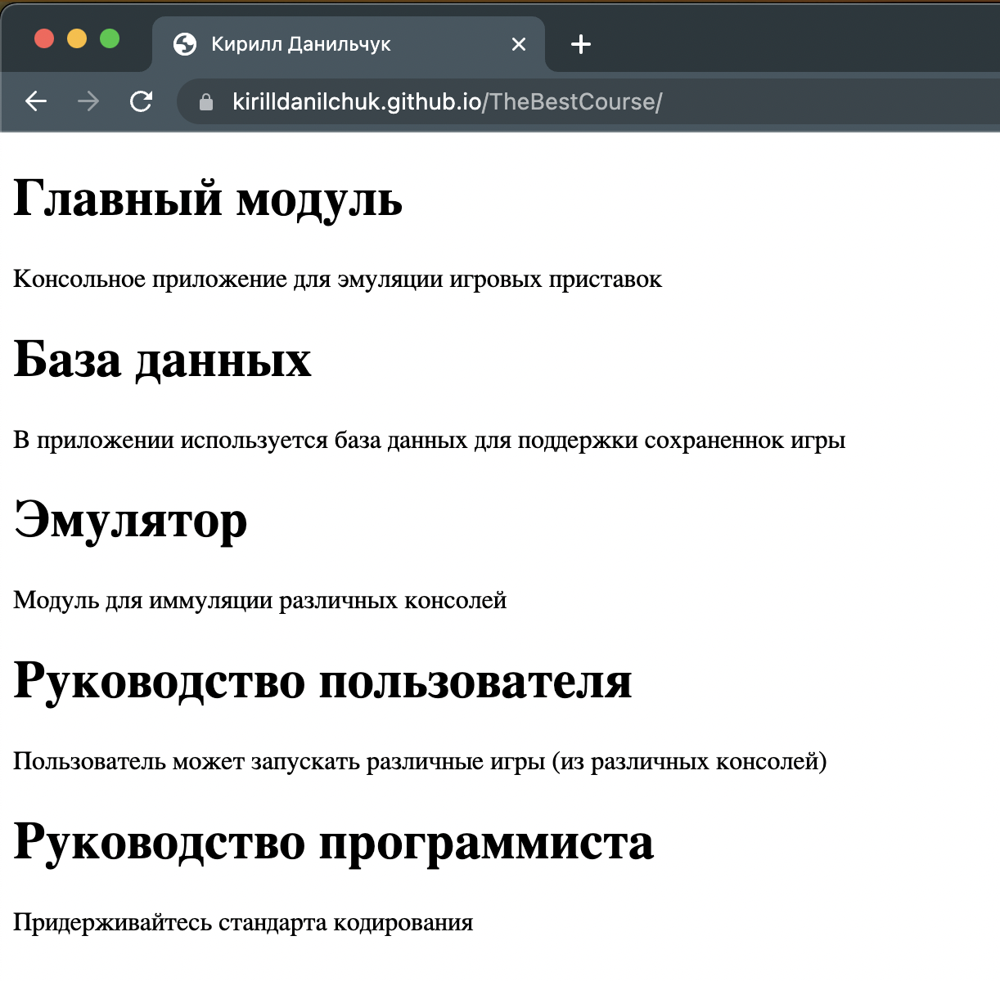 Кирилл Данильчук
kirilldanilchuk.github.io/TheBestCourse/
Главный модуль
Консольное приложение для эмуляции игровых приставок
База данных
В приложении используется база данных для поддержки сохраненнок игры
Эмулятор
Модуль для иммуляции различных консолей
Руководство пользователя
Пользователь может запускать различные игры (из различных консолей)
Руководство программиста
Придерживайтесь стандарта кодирования